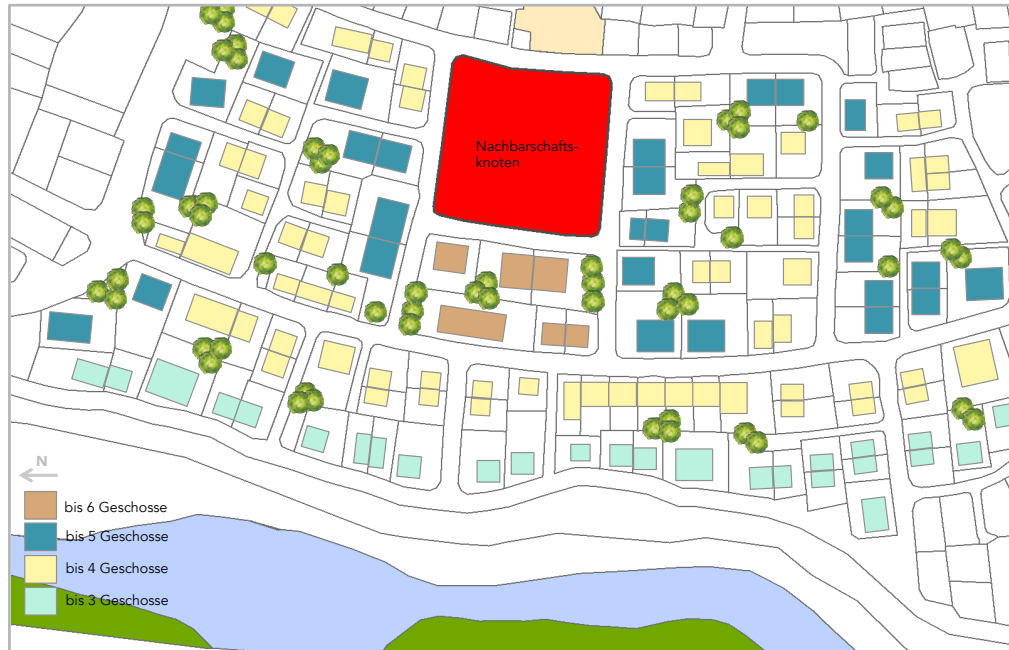 Nachbarschafts-
knoten
N
bis 6 Geschosse
bis 5 Geschosse
bis 4 Geschosse
bis 3 Geschosse